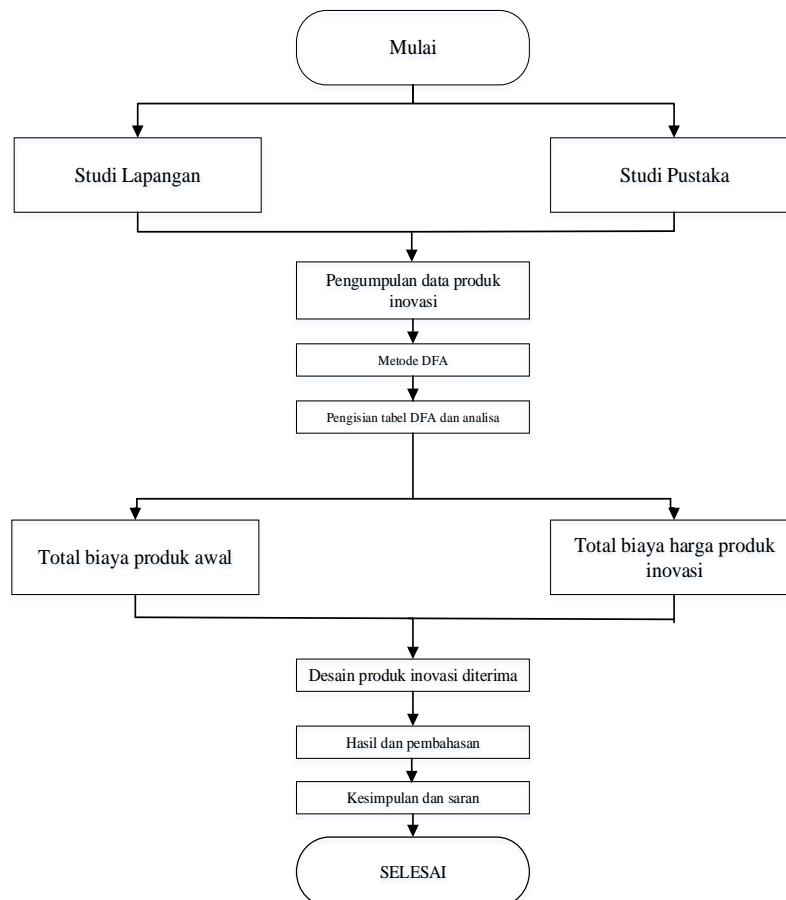 Mulai
Studi Lapangan
Studi Pustaka
Pengumpulan data produk
inovasi
Metode DFA
Pengisian tabel DFA dan analisa
Total biaya produk awal
Total biaya harga produk
inovasi
Desain produk inovasi diterima
Hasil dan pembahasan
Kesimpulan dan saran
SELESAI